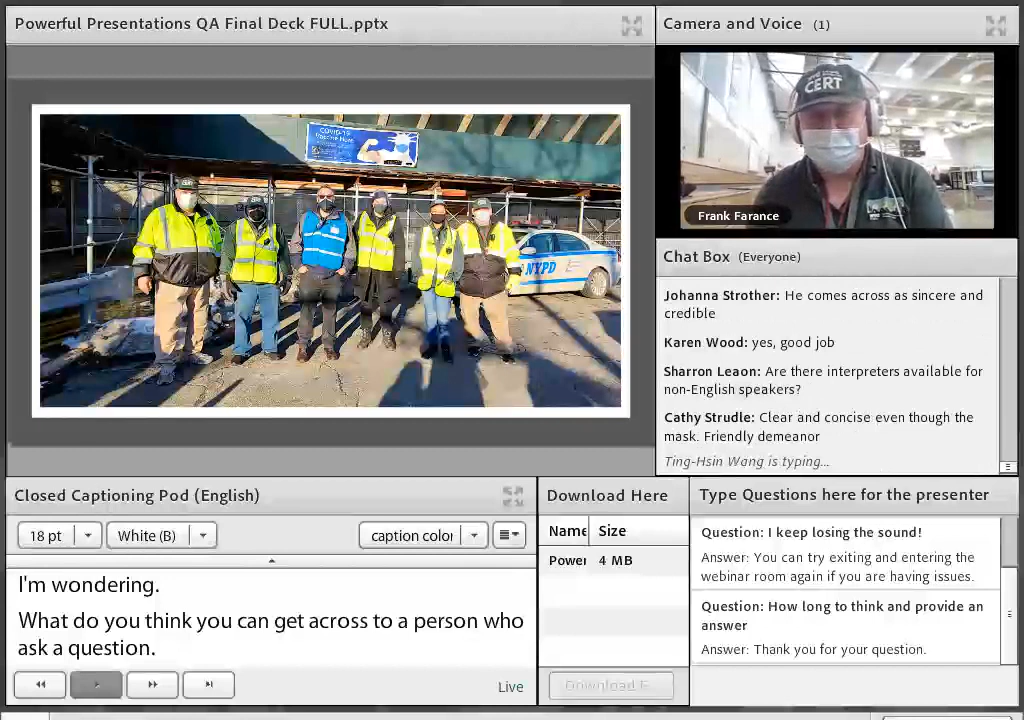 Powerful Presentations QA Final Deck FULL.pptx
COVID-19
NYPD
Camera and Voice (1)
CERT
Frank Farance
Chat Box (Everyone)
Johanna Strother: He comes across as sincere and
credible
Karen Wood: yes, good job
Sharron Leaon: Are there interpreters available for
non-English speakers?
Cathy Strudle: Clear and concise even though the
mask. Friendly demeanor
Ting-Hsin Wang is typing...
Closed Captioning Pod (English)
18 pt
White (B)
caption color
I'm wondering.
What do you think you can get across to a person who
ask a question.
Live
Download Here
Name Size
Power 4 MB
Download F
Type Questions here for the presenter
Question: I keep losing the sound!
Answer: You can try exiting and entering the
webinar room again if you are having issues.
Question: How long to think and provide an
answer
Answer: Thank you for your question.